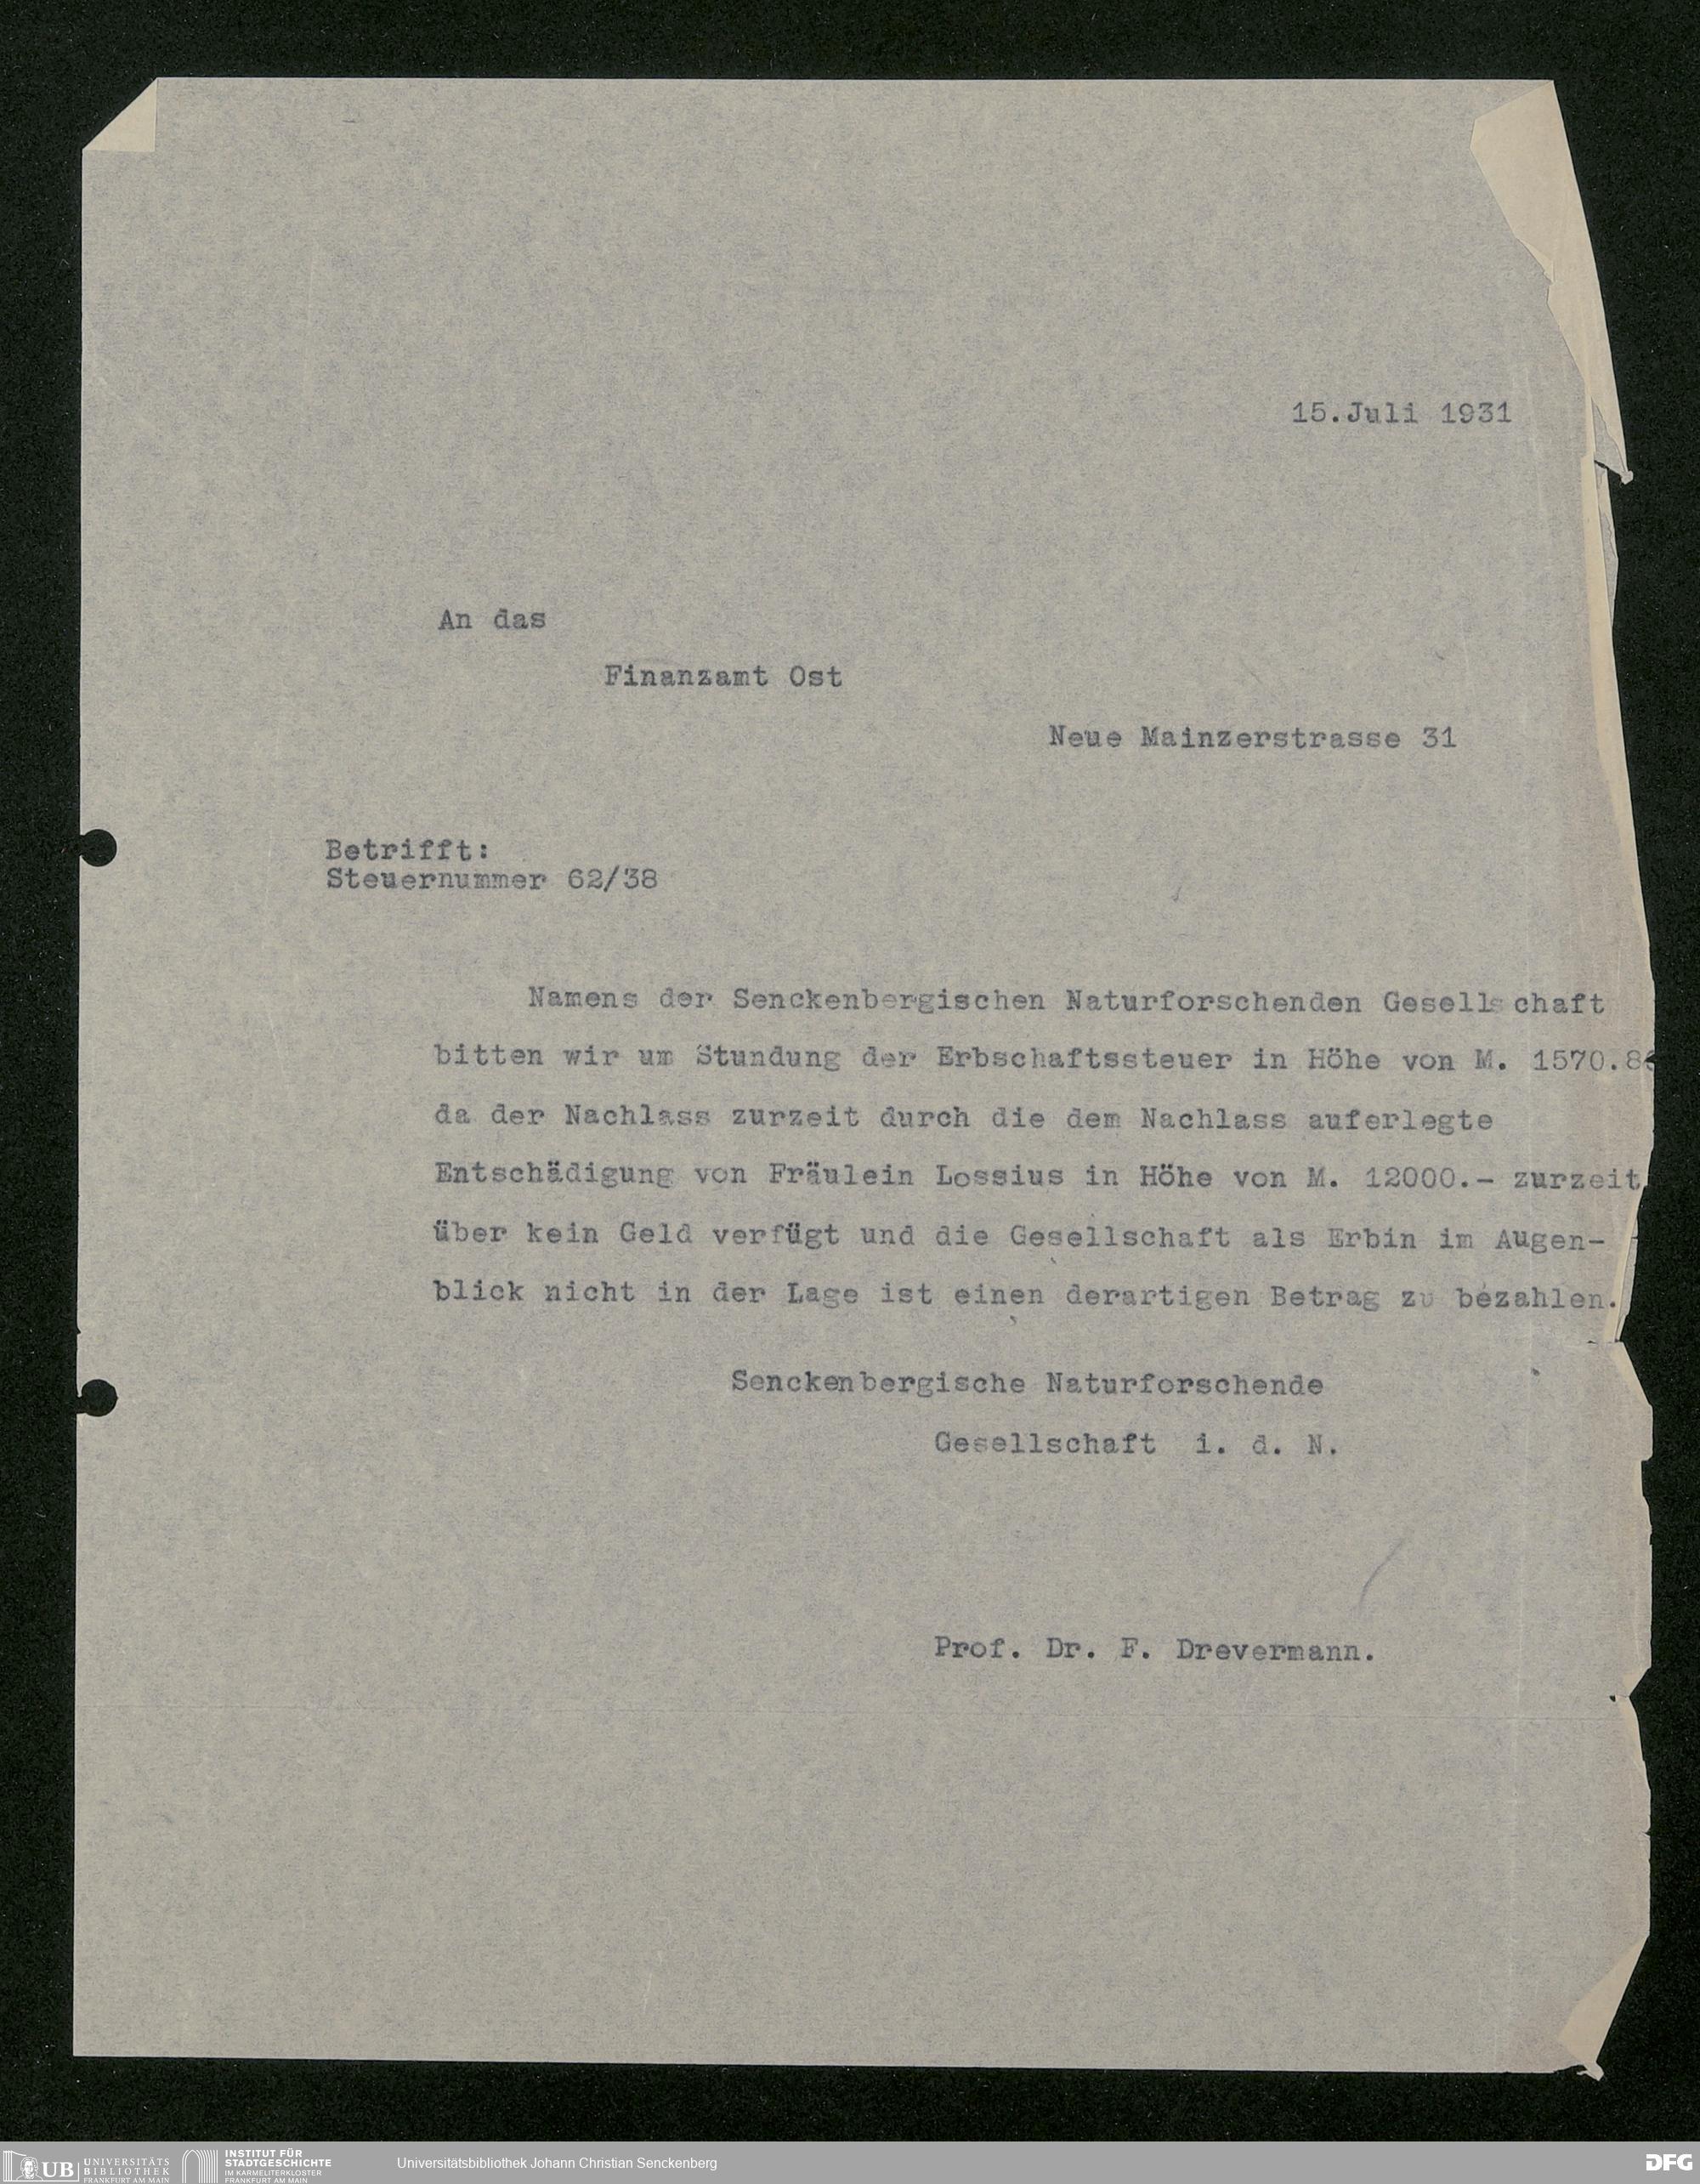 15.Juli 1931
An das
Finanzamt Ost
Neue Mainzerstrasse 31
Betrifft:
Steuernummer 62/38
Namens der Senckenbergischen Naturforschenden Gesellschaft
bitten wir um Stundung der Erbschaftssteuer in Höhe von M.
da der Nachlass zurzeit durch die dem Nachlass auferlegte
Entschädigung von Fräulein Lossius in Höhe von M. 12000.- zurzeit
über kein Geld verfügt und die Gesellschaft als Erbin im Augen-
blick nicht in der Lage ist einen derartigen Betrag zu bezahlen.
Senckenbergische Naturforschende
Gesellschaft i. d. N.
Prof. Dr. F. Drevermann.
UB UNIVERSITÄTS
BIBLIOTHEK
FRANKFURT AM MAIN
INSTITUT FÜR
STADTGESCHICHTE
IM KARMELITERKLOSTER
FRANKFURT AM MAIN
Universitätsbibliothek Johann Christian Senckenberg
DFG